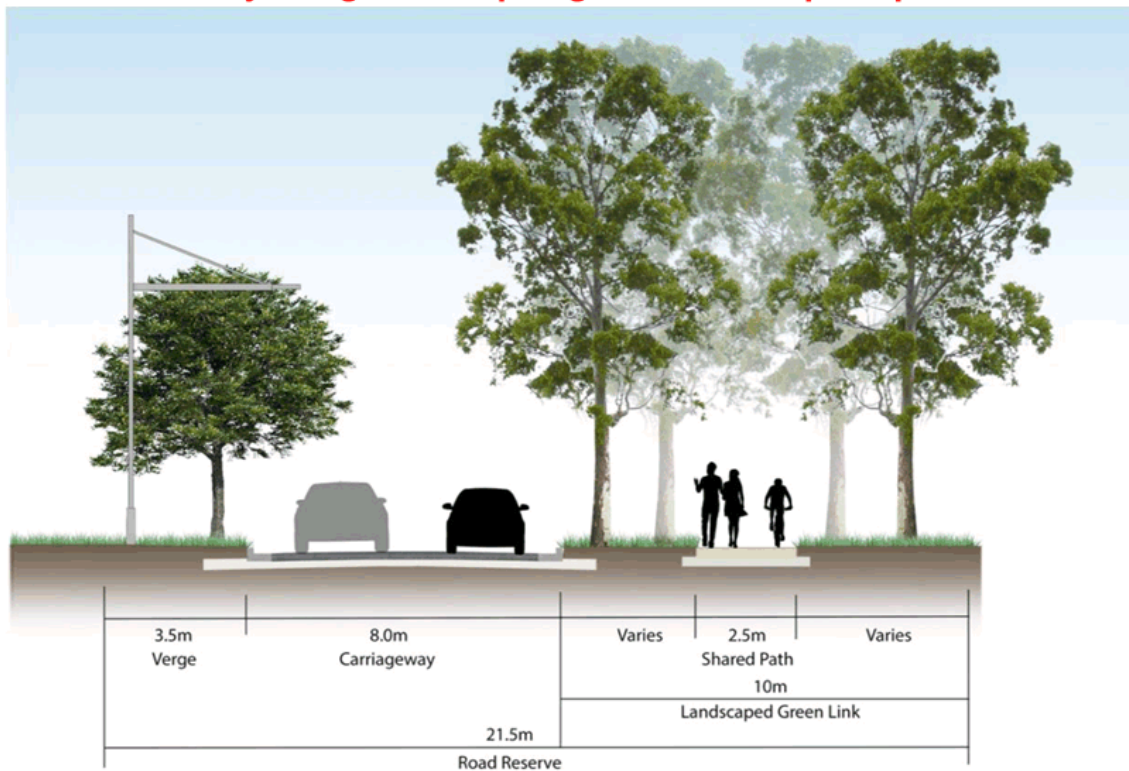 3.5m
8.0m
Varies
2.5m
Varies
Verge
Carriageway
Shared Path
10m
Landscaped Green Link
21.5m
Road Reserve